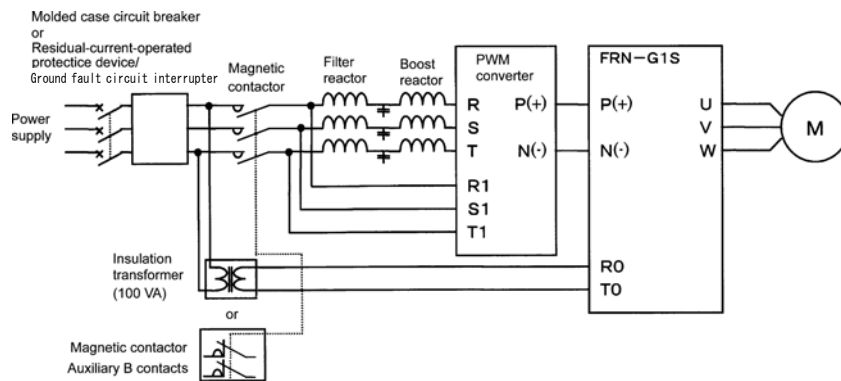 Molded case circuit breaker
or
Residual-current-operated
protectice device/
Ground fault circuit interrupter
Magnetic
contactor
Filter
reactor
Boost
reactor
PWM
converter
FRN-G1S
Power
supply
R
S
T
P(+)
N(-)
R1
S1
T1
P(+)
N(-)
U
V
W
M
R0
T0
Insulation
transformer
(100 VA)
or
Magnetic contactor
Auxiliary B contacts